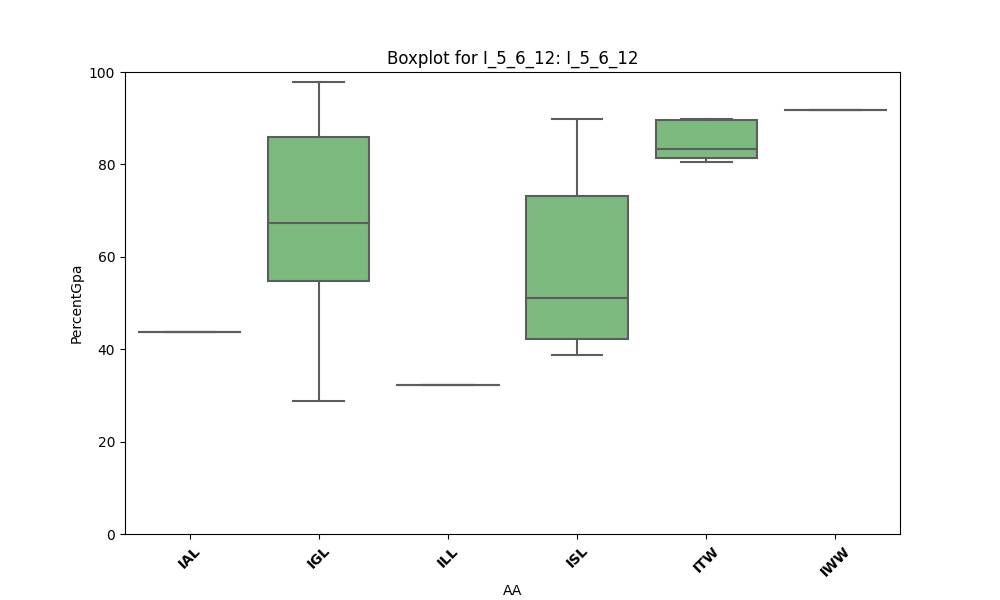 Boxplot for I_5_6_12: I_5_6_12
PercentGpa
100
80
60
40
20
0
IAL
IGL
ILL
ISL
ITW
IWW
AA